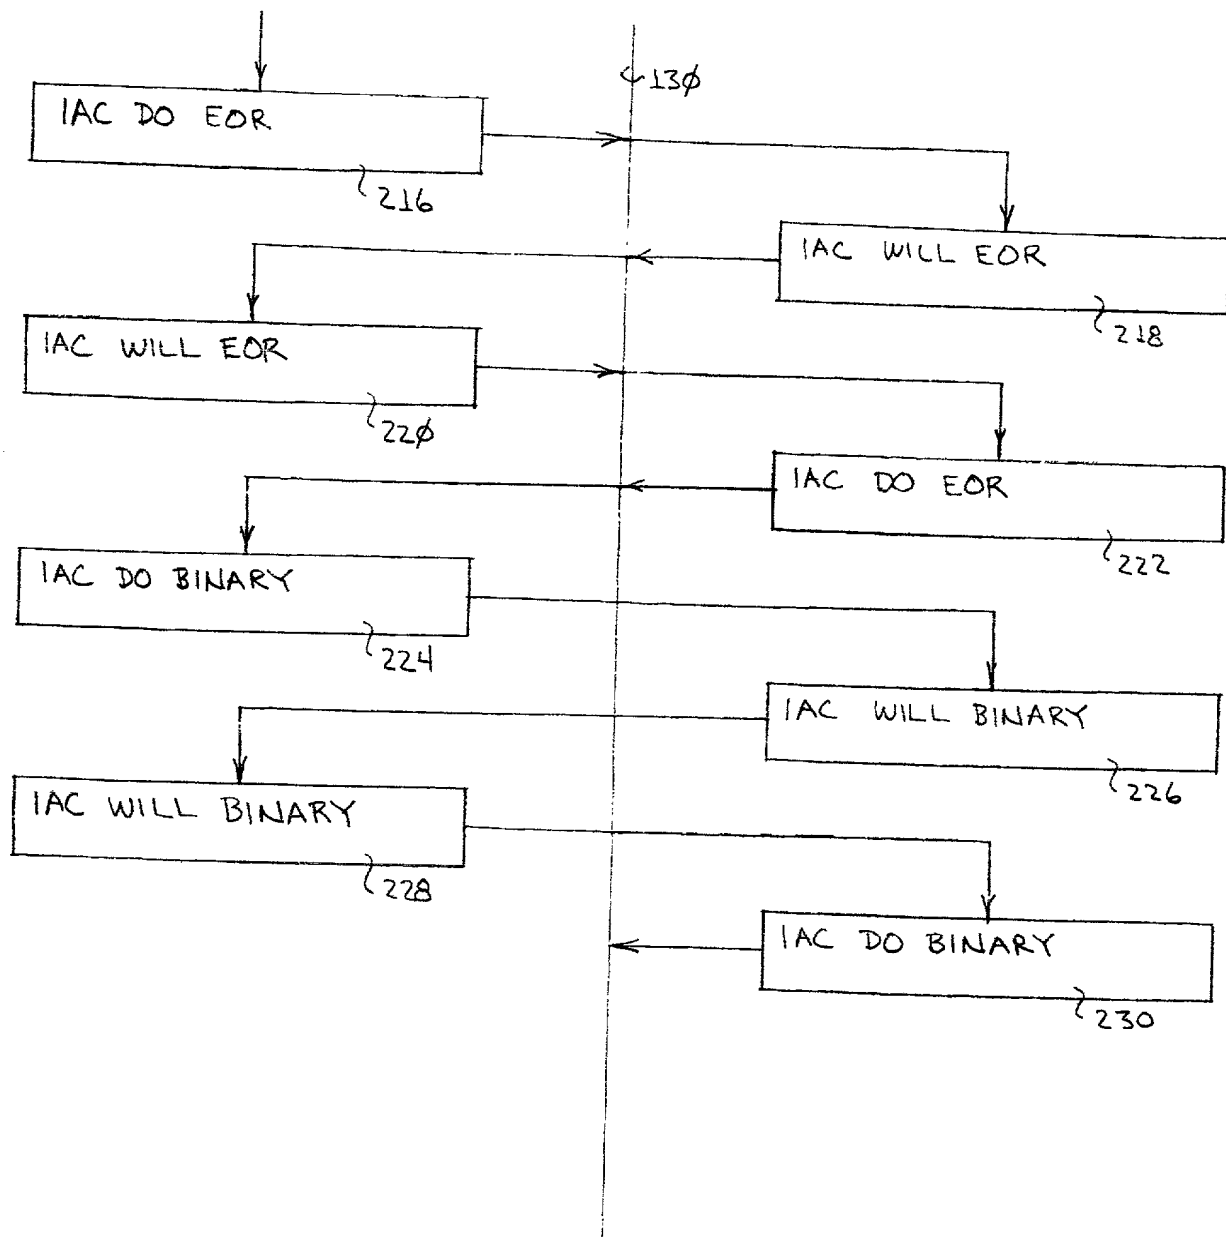 130
IAC DO EOR
216
IAC WILL EOR
218
IAC WILL EOR
220
IAC DO EOR
222
IAC DO BINARY
224
IAC WILL BINARY
226
IAC WILL BINARY
228
IAC DO BINARY
230